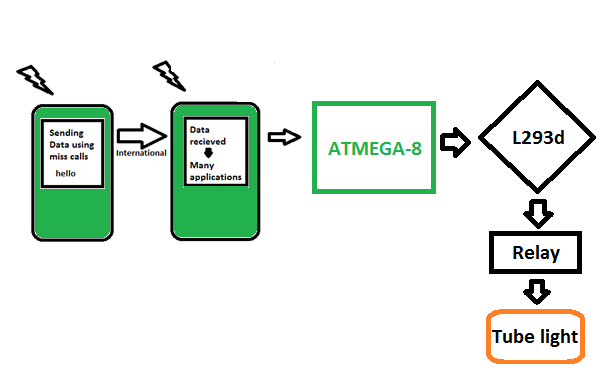 Sending
Data using
miss calls
hello
International
Data
recieved
Many
applications
ATMEGA-8
L293d
Relay
Tube light